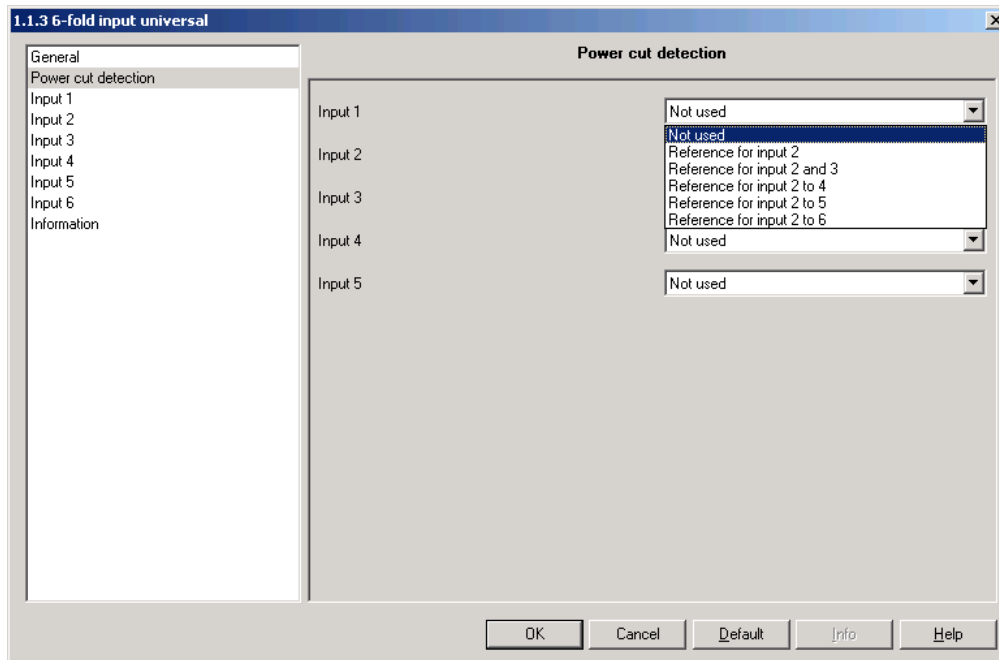 1.1.3 6-fold input universal
General
Power cut detection
Input 1
Input 2
Input 3
Input 4
Input 5
Input 6
Information
Power cut detection
Input 1 Not used
Not used
Reference for input 2
Reference for input 2 and 3
Reference for input 2 to 4
Reference for input 2 to 5
Reference for input 2 to 6
Input 2
Input 3
Input 4 Not used
Input 5 Not used
OK Cancel Default Info Help